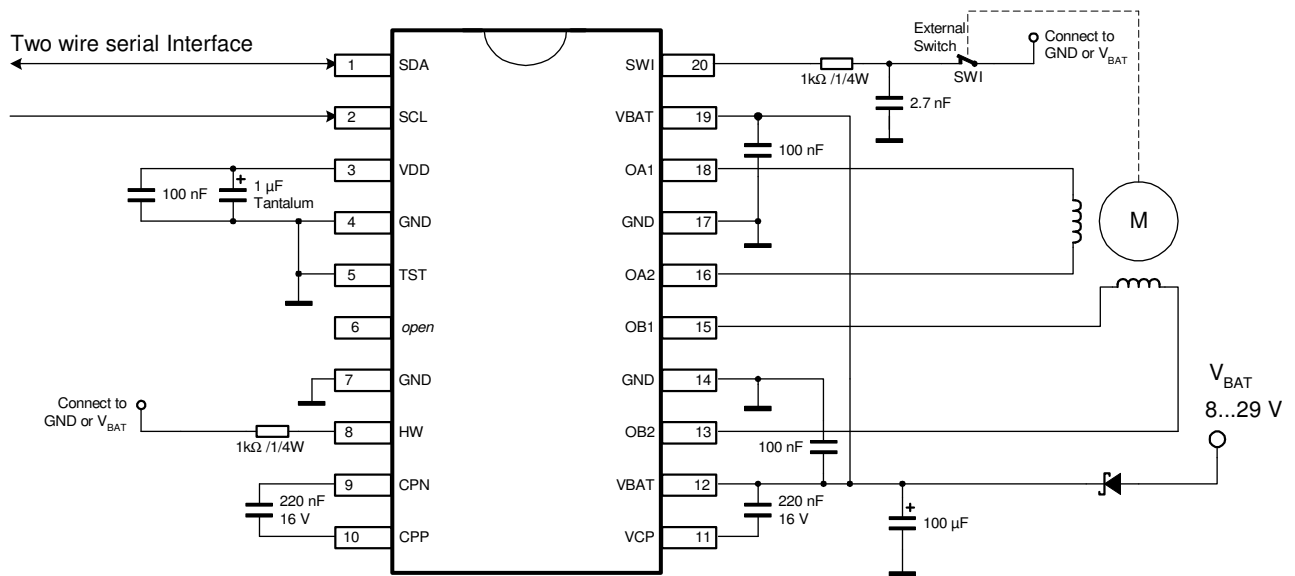 Two wire serial Interface
External
Switch
Connect to
GND or VBAT
1 SDA
SWI 20
1kΩ /1/4W
SWI
2 SCL
VBAT 19
2.7 nF
3 VDD
OA1 18
100 nF
100 nF
+
1 µF
Tantalum
4 GND
GND 17
M
5 TST
OA2 16
6 open
OB1 15
7 GND
GND 14
VBAT
8...29 V
Connect to
GND or VBAT
8 HW
OB2 13
1kΩ /1/4W
100 nF
9 CPN
VBAT 12
220 nF
16 V
220 nF
16 V
+
100 µF
10 CPP
VCP 11